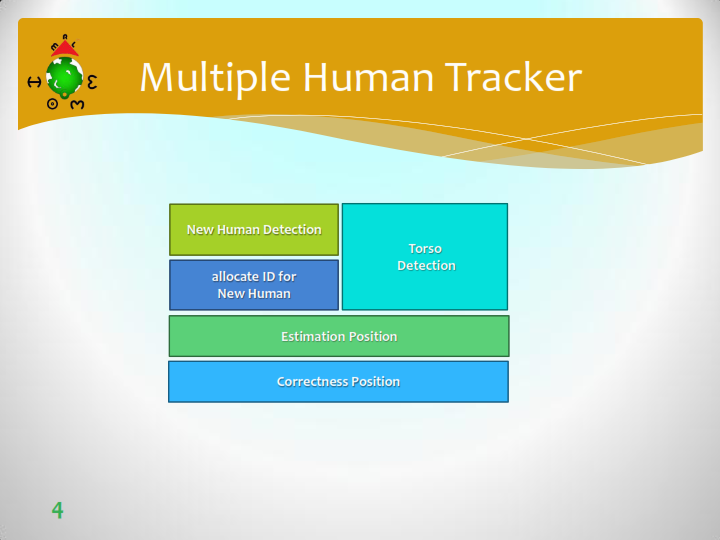 Multiple Human Tracker
New Human Detection
Torso
Detection
allocate ID for
New Human
Estimation Position
Correctness Position
4